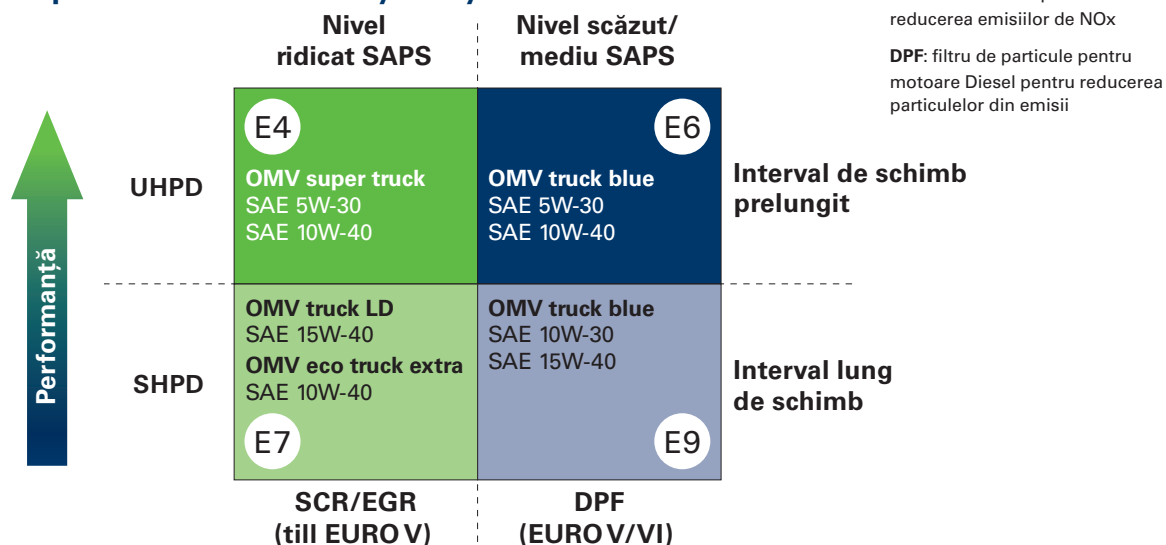 reducerea emisiilor de NOx
DPF: filtru de particule pentru
motoare Diesel pentru reducerea
particulelor din emisii
Nivel
ridicat SAPS
Nivel scăzut/
mediu SAPS
Performanță
UHPD
E4
OMV super truck
SAE 5W-30
SAE 10W-40
E6
OMV truck blue
SAE 5W-30
SAE 10W-40
Interval de schimb
prelungit
SHPD
OMV truck LD
SAE 15W-40
OMV eco truck extra
SAE 10W-40
E7
OMV truck blue
SAE 10W-30
SAE 15W-40
E9
Interval lung
de schimb
SCR/EGR
(till EURO V)
DPF
(EURO V/VI)